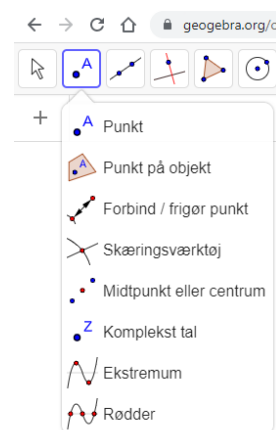 geogebra.org/c
A
A
Punkt
A
Punkt på objekt
Forbind / frigør punkt
Skæringsværktøj
Midtpunkt eller centrum
Z
Komplekst tal
Ekstremum
Rødder